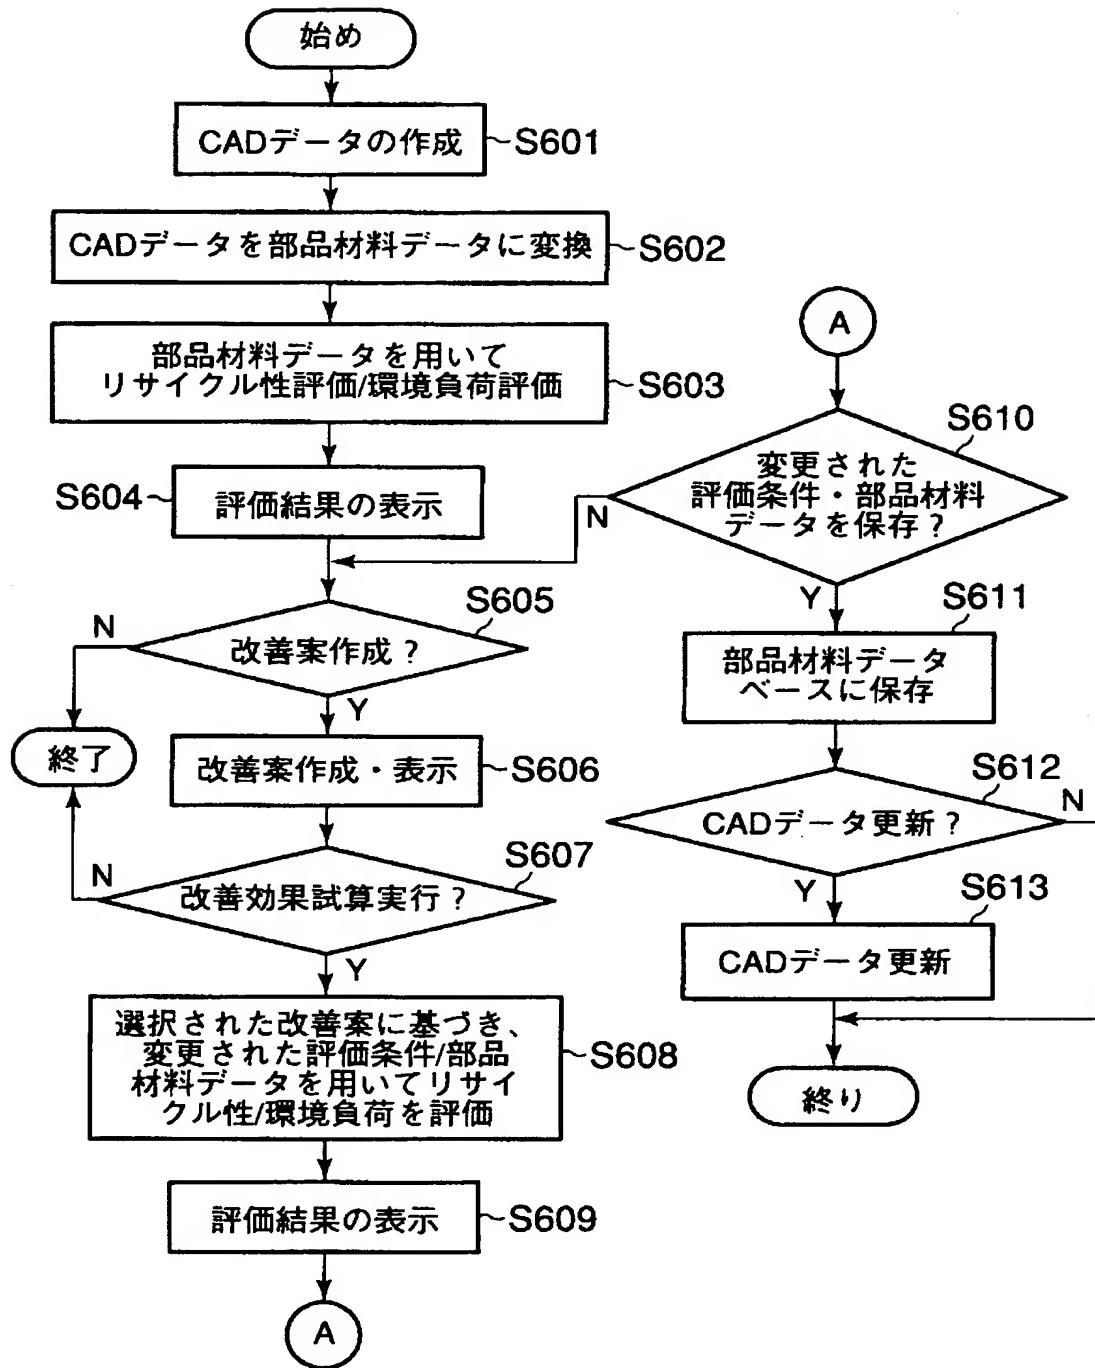 始め
CADデータの作成
S601
CADデータを部品材料データに変換
S602
部品材料データを用いて
リサイクル性評価/環境負荷評価
S603
S604
評価結果の表示
S605
改善案作成?
N
Y
終了
改善案作成・表示
S606
S607
改善効果試算実行?
N
Y
選択された改善案に基づき、
変更された評価条件/部品
材料データを用いてリサイ
クル性/環境負荷を評価
S608
評価結果の表示
S609
A
A
S610
変更された
評価条件・部品材料
データを保存?
N
Y
S611
部品材料データ
ベースに保存
S612
CADデータ更新?
N
Y
S613
CADデータ更新
終り